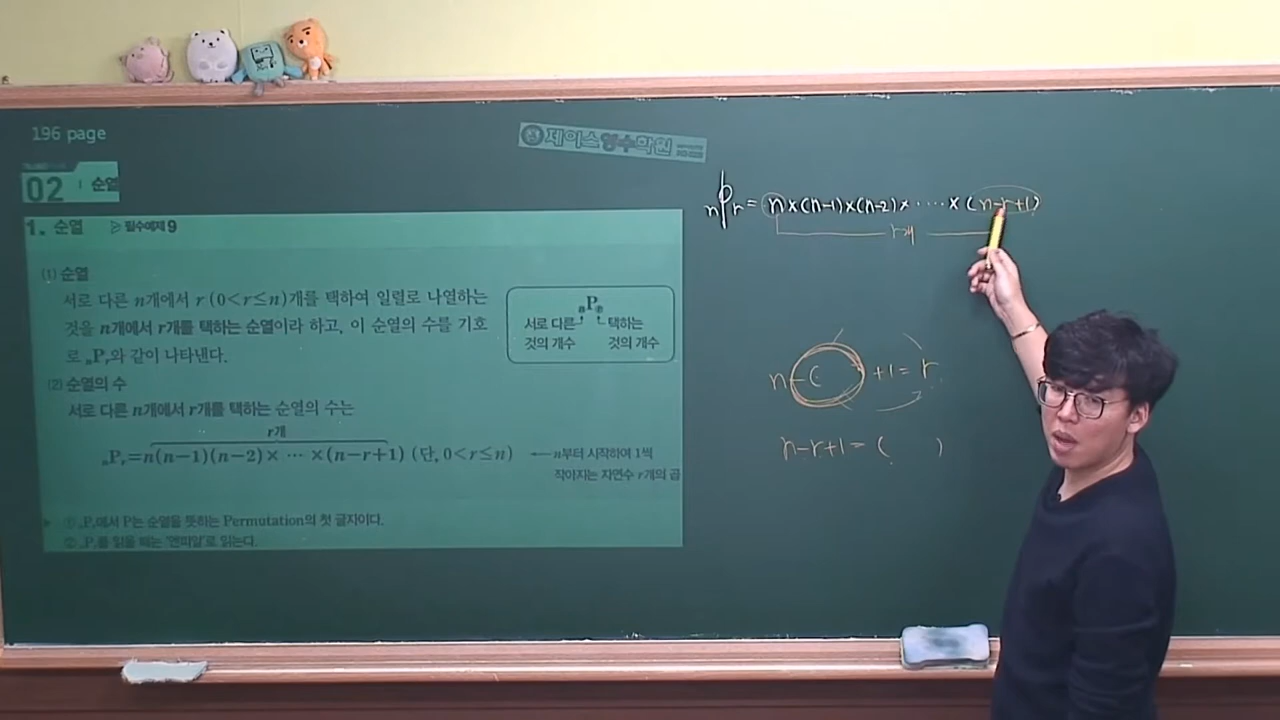 196 page
제이스영수학원
02 순열
1. 순열 ▷ 필수예제 9
(1) 순열
서로 다른 n개에서 r (0<r≤n)개를 택하여 일렬로 나열하는
것을 n개에서 r개를 택하는 순열이라 하고, 이 순열의 수를 기호
로 ₙPᵣ와 같이 나타낸다.
ₙPᵣ
서로 다른 택하는
것의 개수 것의 개수
(2) 순열의 수
서로 다른 n개에서 r개를 택하는 순열의 수는
r개
ₙPᵣ=n(n-1)(n-2)× ⋯ ×(n-r+1) (단, 0<r≤n) ← n부터 시작하여 1씩
작아지는 자연수 r개의 곱
① ₙPᵣ에서 P는 순열을 뜻하는 Permutation의 첫 글자이다.
② ₙPᵣ를 읽을 때는 '엔피알'로 읽는다.
ₙPᵣ= n×(n-1)×(n-2)× ⋯ ×(n-r+1)
r개
n-( +1=r
n-r+1=( )